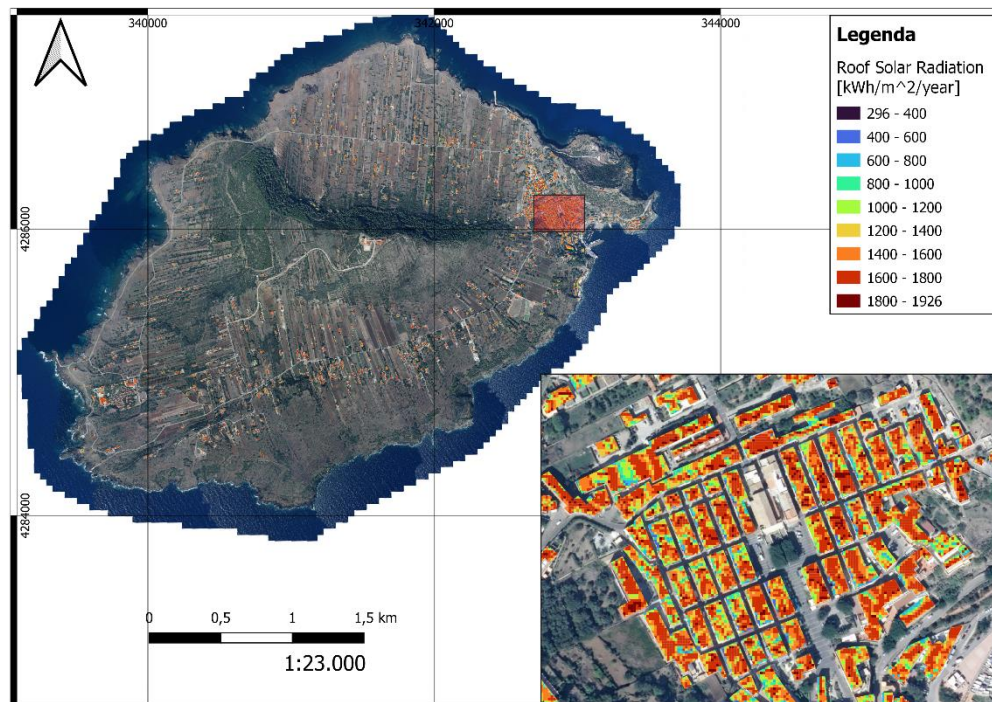 340000
342000
344000
4286000
4284000
Legenda
Roof Solar Radiation
[kWh/m^2/year]
296 - 400
400 - 600
600 - 800
800 - 1000
1000 - 1200
1200 - 1400
1400 - 1600
1600 - 1800
1800 - 1926
0 0,5 1 1,5 km
1:23.000